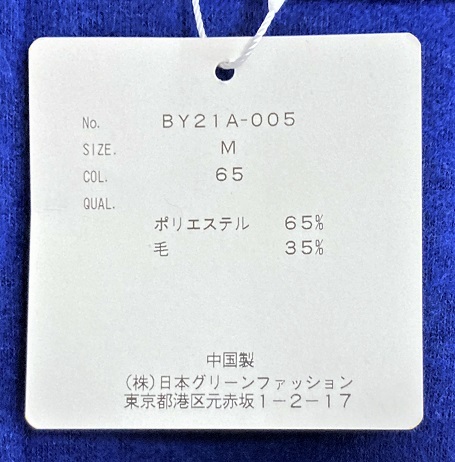 No. BY21A-005
SIZE. M
COL. 65
QUAL.
ポリエステル 65%
毛 35%
中国製
(株)日本グリーンファッション
東京都港区元赤坂1-2-17